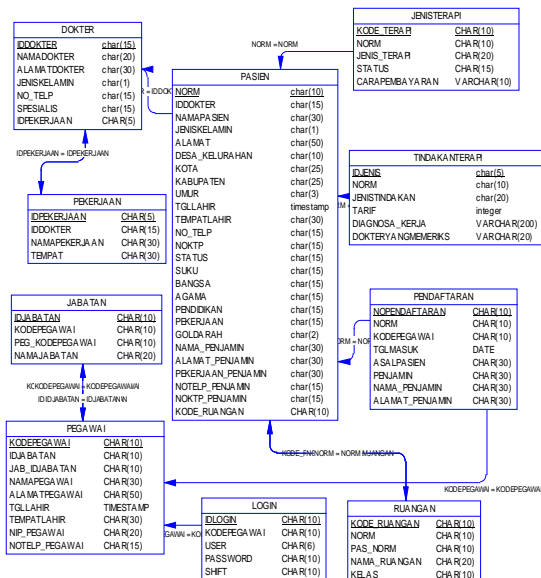 DOKTER
IDDOKTER char(15)
NAMADOKTER char(20)
ALAMATDOKTER char(30)
JENISKELAMIN char(1)
NO_TELP char(15)
SPESIALIS char(15)
IDPEKERJAAN CHAR(5)
JENISTERAPI
KODE_TERAPI CHAR(10)
NORM CHAR(10)
JENIS_TERAPI CHAR(20)
STATUS CHAR(15)
CARAPEMBAYARAN VARCHAR(10)
NORM = NORM
PASIEN
NORM char(10)
IDDOKTER char(15)
NAMAPASIEN char(30)
JENISKELAMIN char(1)
ALAMAT char(50)
DESA_KELURAHAN char(10)
KOTA char(25)
KABUPATEN char(25)
UMUR char(3)
TGLLAHIR timestamp
TEMPATLAHIR char(30)
NO_TELP char(15)
NOKTP char(15)
STATUS char(15)
SUKU char(15)
BANGSA char(15)
AGAMA char(15)
PENDIDIKAN char(15)
PEKERJAAN char(15)
GOLDARAH char(2)
NAMA_PENJAMIN char(30)
ALAMAT_PENJAMIN char(30)
PEKERJAAN_PENJAMIN char(30)
NOTELP_PENJAMIN char(15)
NOKTP_PENJAMIN char(15)
KODE_RUANGAN CHAR(10)
IDPEKERJAAN = IDPEKERJAAN
TINDAKANTERAPI
IDJENIS char(5)
NORM char(10)
JENISTINDAKAN char(20)
TARIF integer
DIAGNOSA_KERJA VARCHAR(200)
DOKTERYANGMEMERIKS VARCHAR(20)
PEKERJAAN
IDPEKERJAAN CHAR(5)
IDDOKTER CHAR(15)
NAMAPEKERJAAN CHAR(30)
TEMPAT CHAR(30)
PENDAFTARAN
NOPENDAFTARAN CHAR(10)
NORM CHAR(10)
KODEPEGAWAI CHAR(10)
TGLMASUK DATE
ASALPASIEN CHAR(30)
PENJAMIN CHAR(30)
NAMA_PENJAMIN CHAR(30)
ALAMAT_PENJAMIN CHAR(30)
JABATAN
IDJABATAN CHAR(10)
KODEPEGAWAI CHAR(10)
PEG_KODEPEGAWAI CHAR(10)
NAMAJABATAN CHAR(20)
PEGAWAI
KODEPEGAWAI CHAR(10)
IDJABATAN CHAR(10)
JAB_IDJABATAN CHAR(10)
NAMAPEGAWAI CHAR(30)
ALAMATPEGAWAI CHAR(50)
TGLLAHIR TIMESTAMP
TEMPATLAHIR CHAR(30)
NIP_PEGAWAI CHAR(20)
NOTELP_PEGAWAI CHAR(15)
KODEPEGAWAI = KODEPEGAWAI
LOGIN
IDLOGIN CHAR(10)
KODEPEGAWAI CHAR(10)
USER CHAR(6)
PASSWORD CHAR(10)
SHIFT CHAR(10)
RUANGAN
KODE_RUANGAN CHAR(10)
NORM CHAR(10)
PAS_NORM CHAR(10)
NAMA_RUANGAN CHAR(20)
KELAS CHAR(10)